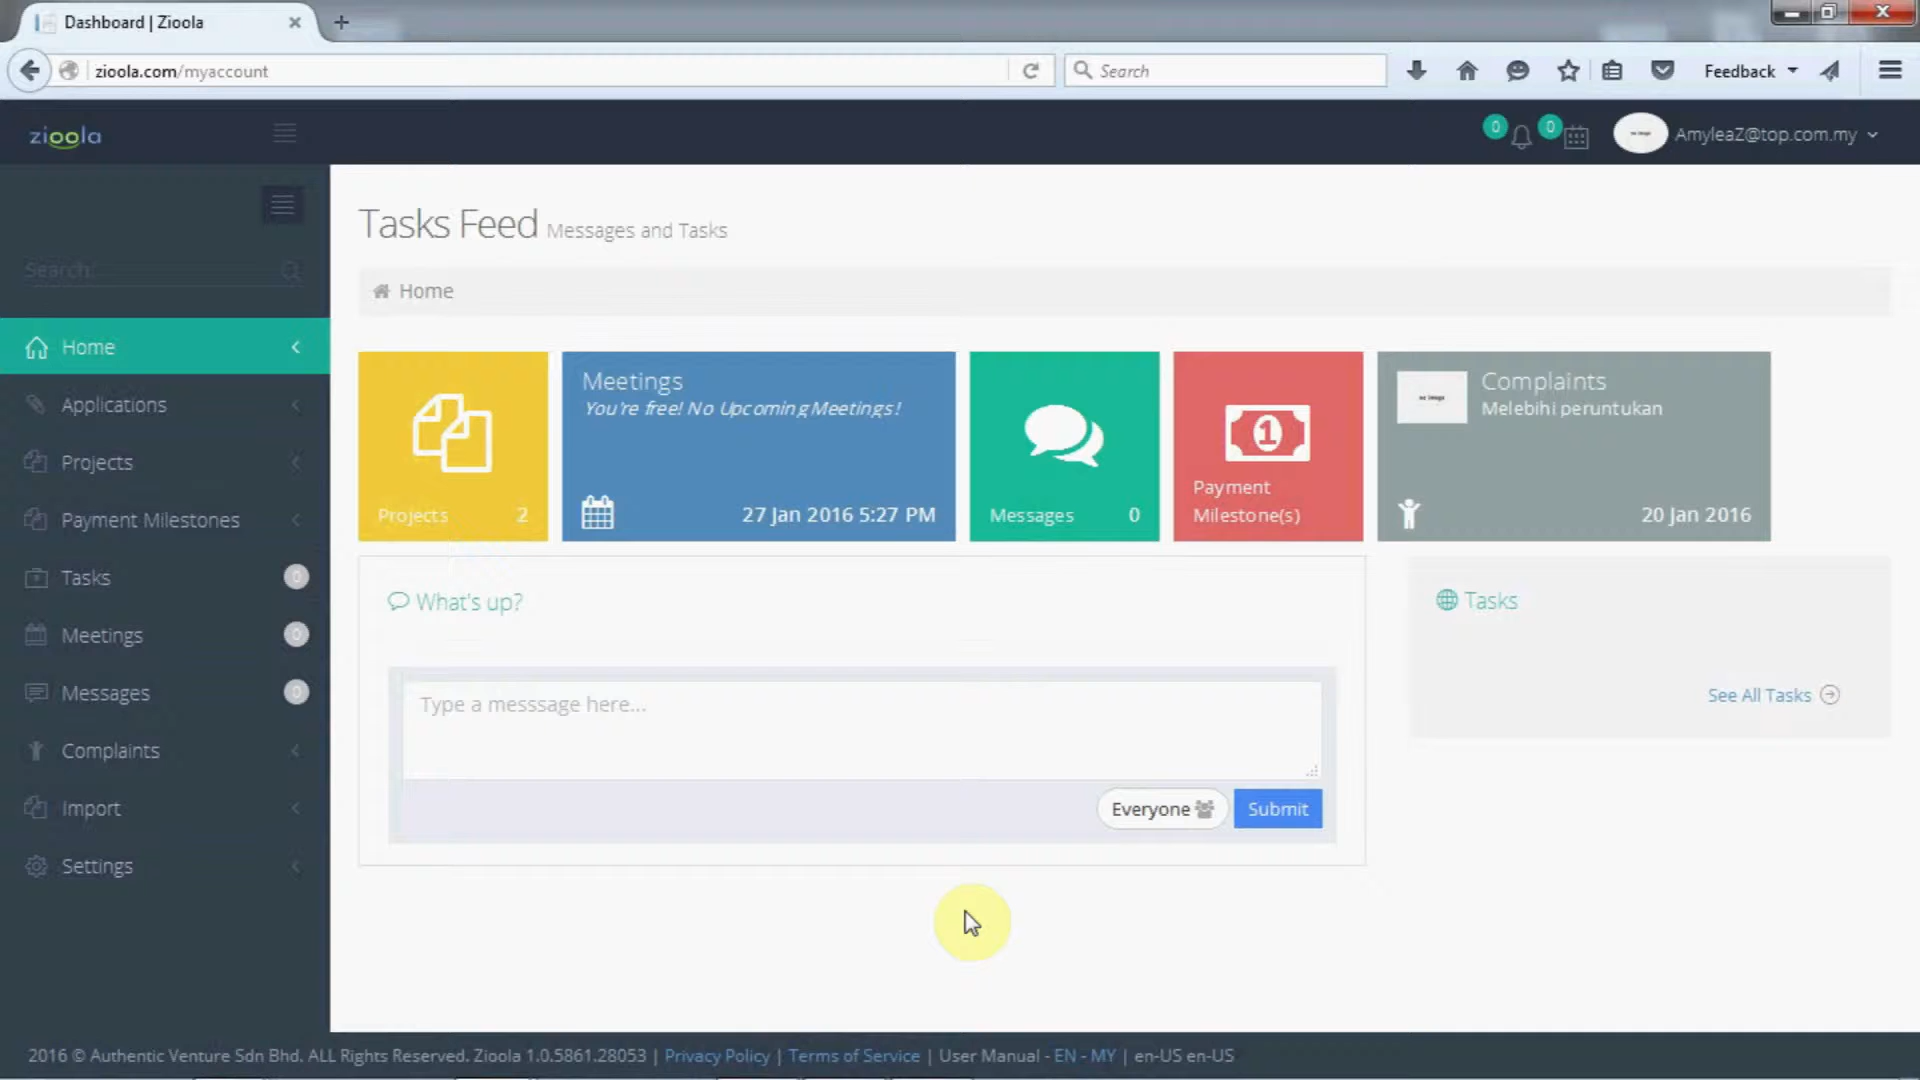 Dashboard | Zioola
zioola.com/myaccount
Search
Feedback
zioola
0
0
AmyleaZ@top.com.my
Search...
Home
Applications
Projects
Payment Milestones
Tasks 0
Meetings 0
Messages 0
Complaints
Import
Settings
Tasks Feed Messages and Tasks
Home
Projects 2
Meetings
You're free! No Upcoming Meetings!
27 Jan 2016 5:27 PM
Messages 0
1
Payment
Milestone(s)
no image
Complaints
Melebihi peruntukan
20 Jan 2016
What's up?
Type a messsage here...
Everyone
Submit
Tasks
See All Tasks
2016 © Authentic Venture Sdn Bhd. ALL Rights Reserved. Zioola 1.0.5861.28053 | Privacy Policy | Terms of Service | User Manual - EN - MY | en-US en-US